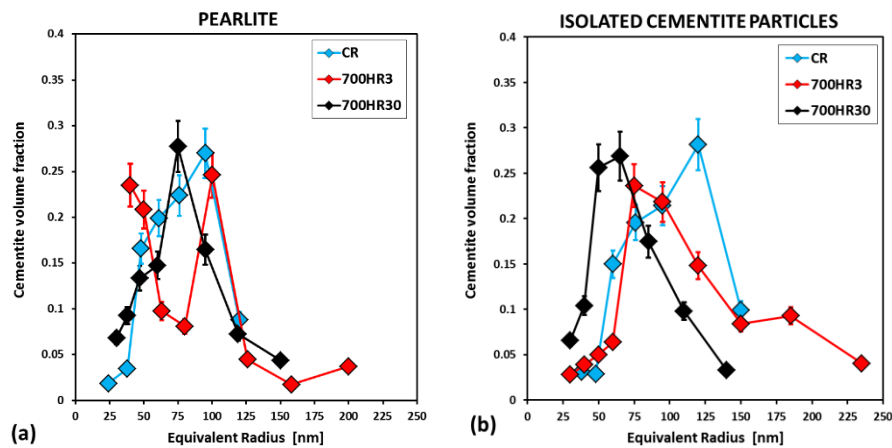 PEARLITE
0.4
0.35
0.3
0.25
0.2
0.15
0.1
0.05
0
Cementite volume fraction
CR
700HR3
700HR30
0 25 50 75 100 125 150 175 200 225
Equivalent Radius [nm]
(a)
ISOLATED CEMENTITE PARTICLES
0.4
0.35
0.3
0.25
0.2
0.15
0.1
0.05
0
Cementite volume fraction
CR
700HR3
700HR30
0 25 50 75 100 125 150 175 200 225 250
Equivalent Radius [nm]
(b)